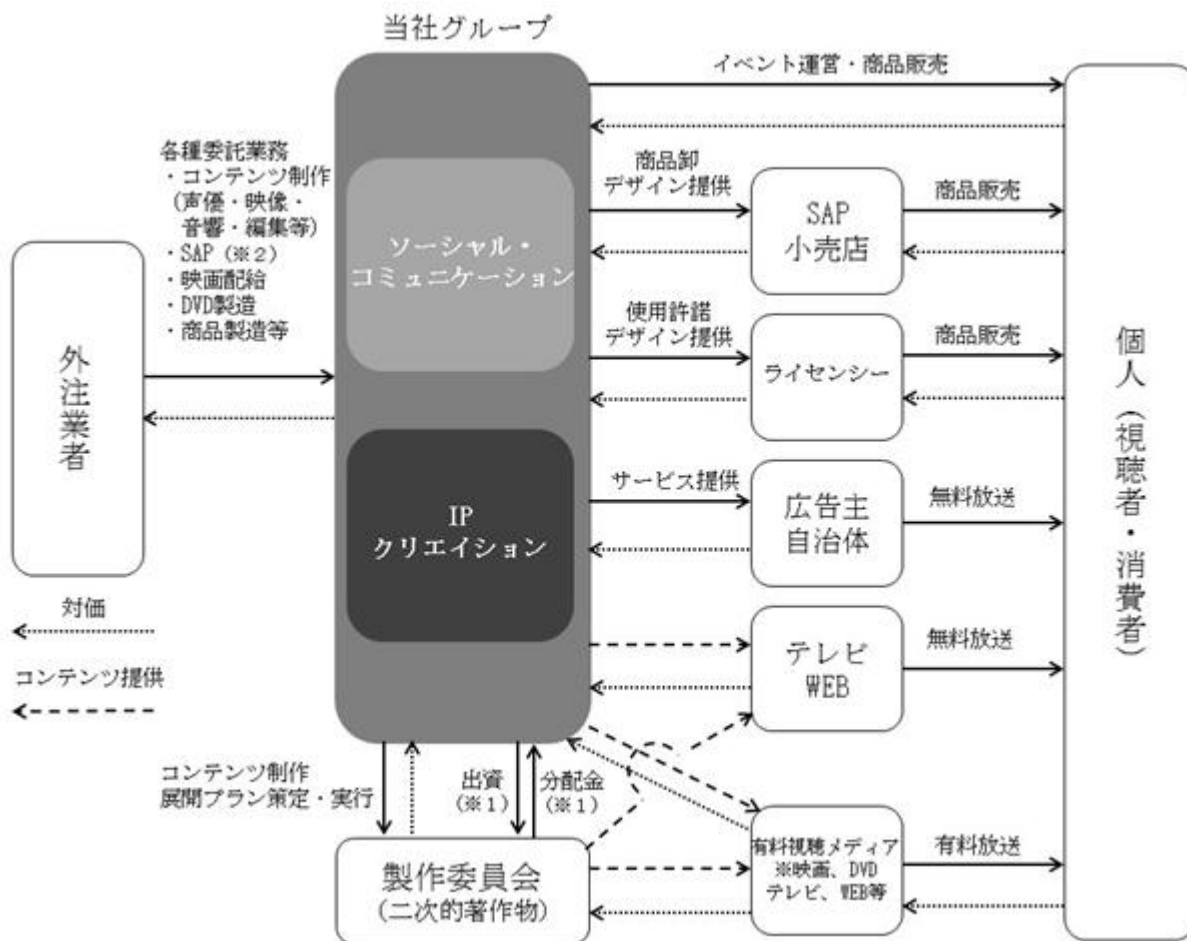 当社グループ
イベント運営・商品販売
各種委託業務
・コンテンツ制作
(声優・映像・
音響・編集等)
・SAP (※2)
・映画配給
・DVD製造
・商品製造等
ソーシャル・
コミュニケーション
商品卸
デザイン提供
SAP
小売店
商品販売
使用許諾
デザイン提供
ライセンシー
商品販売
外注業者
個人(視聴者・消費者)
IP
クリエイション
サービス提供
広告主
自治体
無料放送
対価
コンテンツ提供
テレビ
WEB
無料放送
コンテンツ制作
展開プラン策定・実行
出資
(※1)
分配金
(※1)
製作委員会
(二次的著作物)
有料視聴メディア
※映画、DVD
テレビ、WEB等
有料放送